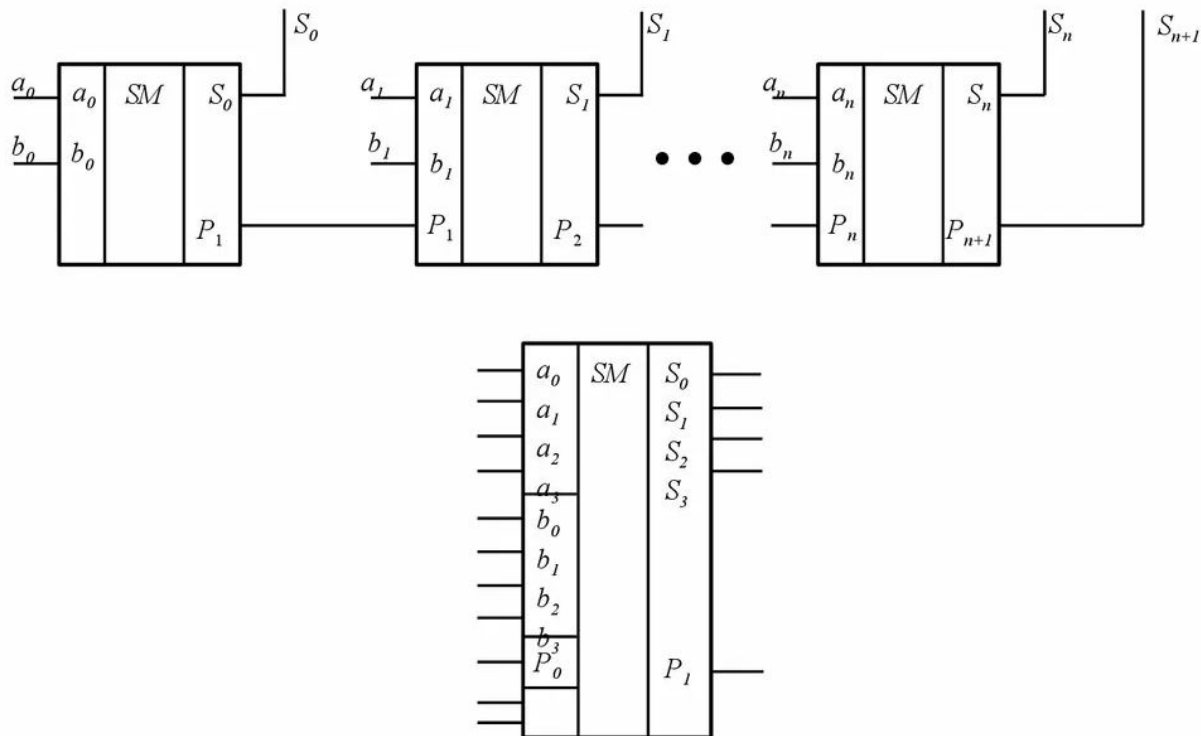 S₀ S₁ Sₙ Sₙ₊₁
a₀ a₀ SM S₀ a₁ a₁ SM S₁ aₙ aₙ SM Sₙ
b₀ b₀ b₁ b₁ • • • bₙ bₙ
P₁ P₁ P₂ Pₙ Pₙ₊₁
a₀ SM S₀
a₁ S₁
a₂ S₂
a₃ S₃
b₀
b₁
b₂
b₃
P₀ P₁